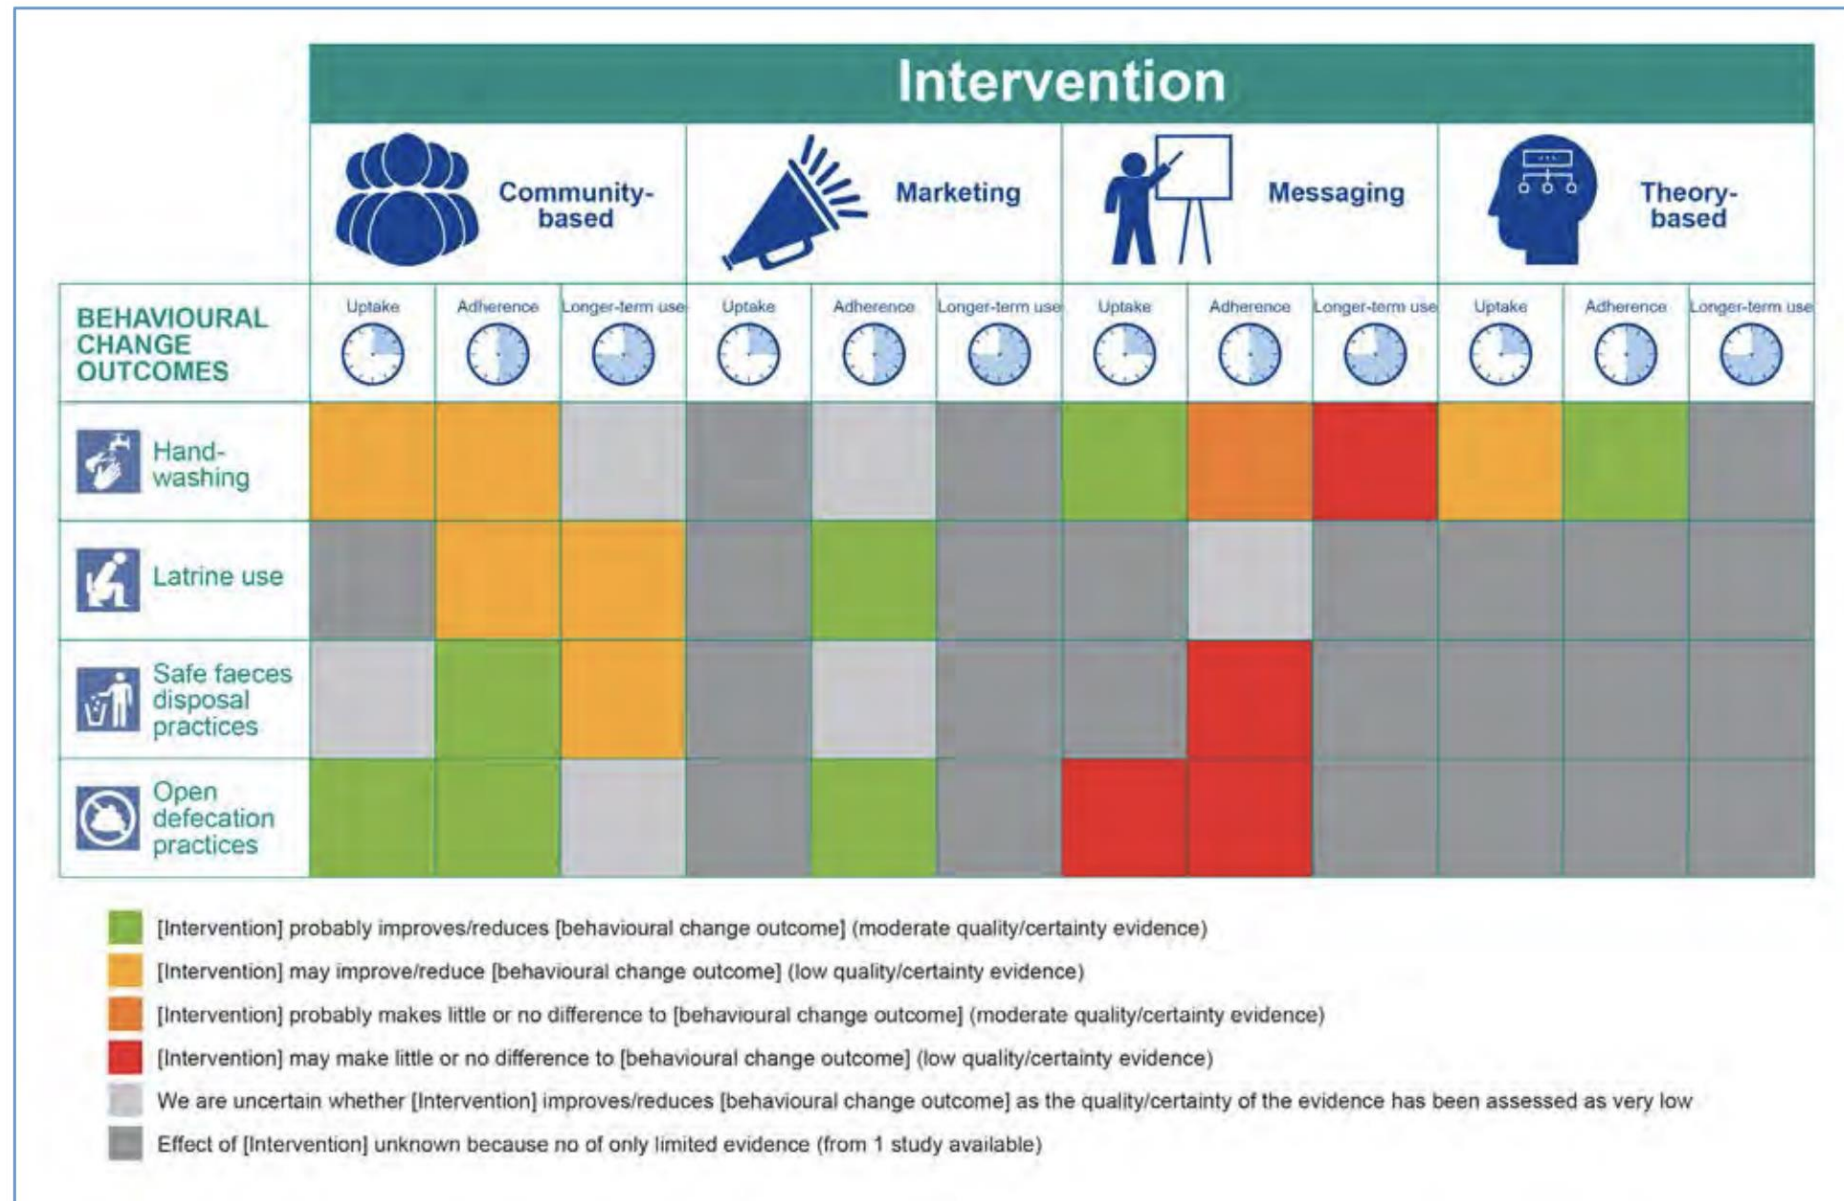 Intervention
Community-
based
Marketing
Messaging
Theory-
based
BEHAVIOURAL
CHANGE
OUTCOMES
Uptake
Adherence
Longer-term use
Uptake
Adherence
Longer-term use
Uptake
Adherence
Longer-term use
Uptake
Adherence
Longer-term use
Hand-
washing
Latrine use
Safe faeces
disposal
practices
Open
defecation
practices
[Intervention] probably improves/reduces [behavioural change outcome] (moderate quality/certainty evidence)
[Intervention] may improve/reduce [behavioural change outcome] (low quality/certainty evidence)
[Intervention] probably makes little or no difference to [behavioural change outcome] (moderate quality/certainty evidence)
[Intervention] may make little or no difference to [behavioural change outcome] (low quality/certainty evidence)
We are uncertain whether [Intervention] improves/reduces [behavioural change outcome] as the quality/certainty of the evidence has been assessed as very low
Effect of [Intervention] unknown because no of only limited evidence (from 1 study available)